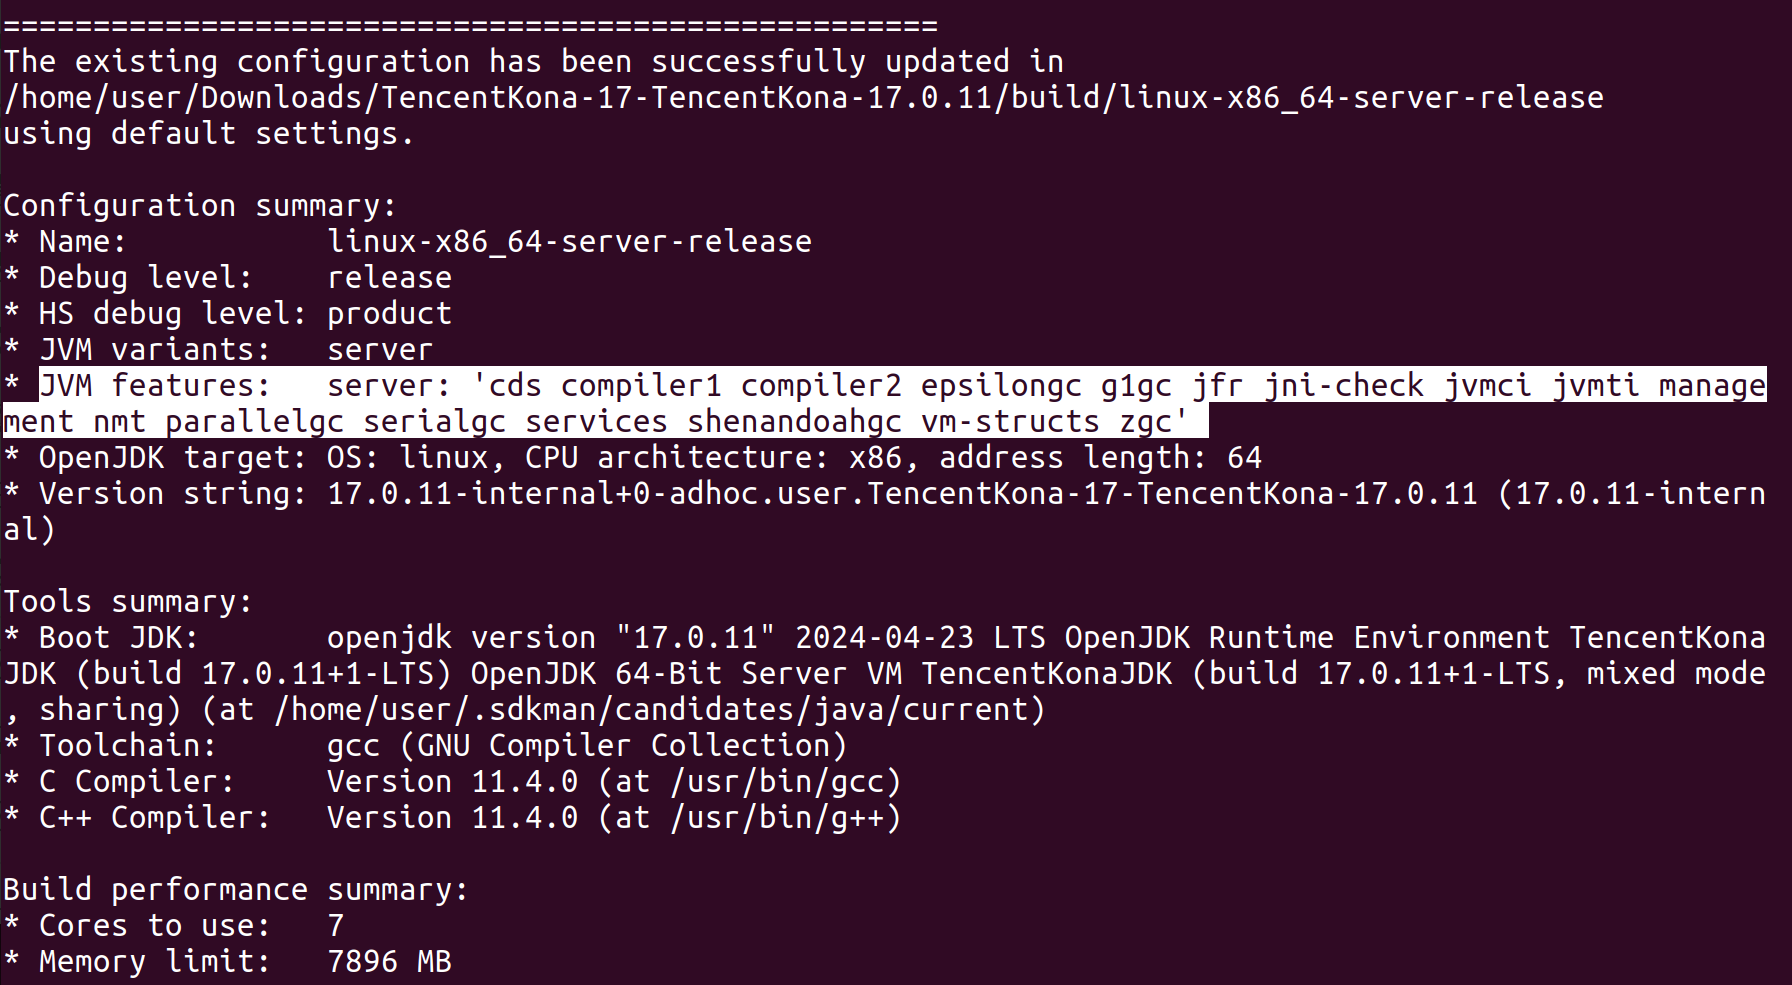 ====================================================
The existing configuration has been successfully updated in
/home/user/Downloads/TencentKona-17-TencentKona-17.0.11/build/linux-x86_64-server-release
using default settings.

Configuration summary:
* Name:           linux-x86_64-server-release
* Debug level:    release
* HS debug level: product
* JVM variants:   server
* JVM features:   server: 'cds compiler1 compiler2 epsilongc g1gc jfr jni-check jvmci jvmti manage
ment nmt parallelgc serialgc services shenandoahgc vm-structs zgc'
* OpenJDK target: OS: linux, CPU architecture: x86, address length: 64
* Version string: 17.0.11-internal+0-adhoc.user.TencentKona-17-TencentKona-17.0.11 (17.0.11-intern
al)

Tools summary:
* Boot JDK:       openjdk version "17.0.11" 2024-04-23 LTS OpenJDK Runtime Environment TencentKona
JDK (build 17.0.11+1-LTS) OpenJDK 64-Bit Server VM TencentKonaJDK (build 17.0.11+1-LTS, mixed mode
, sharing) (at /home/user/.sdkman/candidates/java/current)
* Toolchain:      gcc (GNU Compiler Collection)
* C Compiler:     Version 11.4.0 (at /usr/bin/gcc)
* C++ Compiler:   Version 11.4.0 (at /usr/bin/g++)

Build performance summary:
* Cores to use:   7
* Memory limit:   7896 MB